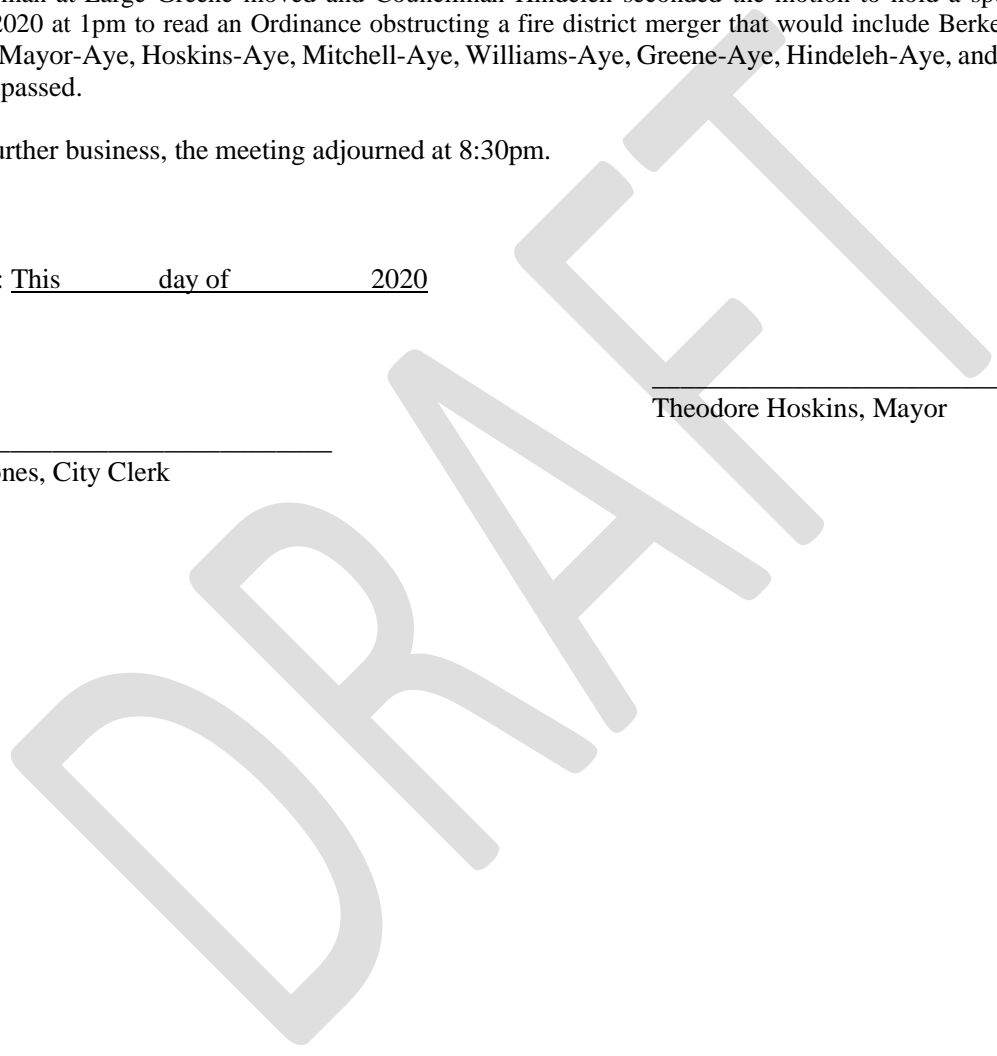 man at Large Greene moved and Councilman Hindeleh seconded the motion to hold a
2020 at 1pm to read an Ordinance obstructing a fire district merger that would include
Mayor-Aye, Hoskins-Aye, Mitchell-Aye, Williams-Aye, Greene-Aye, Hindeleh-Aye, and
passed.
further business, the meeting adjourned at 8:30pm.
: This day of 2020
Theodore Hoskins, Mayor
ones, City Clerk
DRAFT